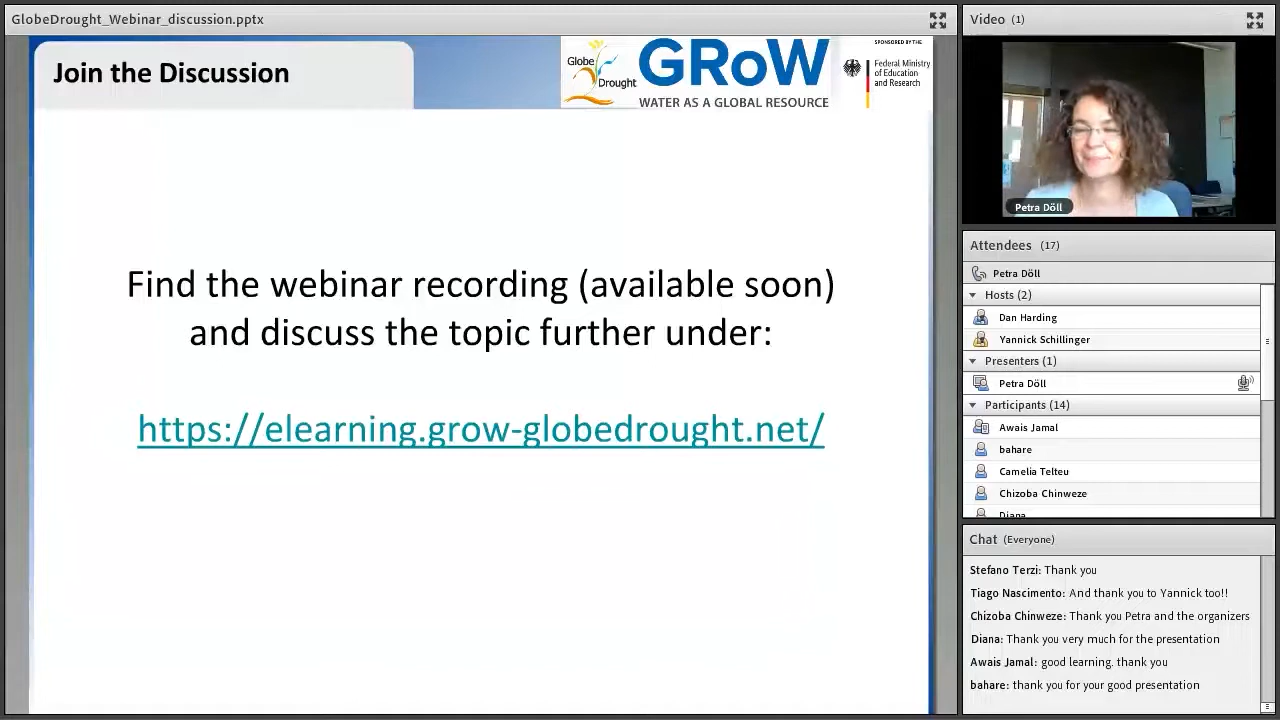 GlobeDrought_Webinar_discussion.pptx
Join the Discussion
Globe
Drought
GRoW
WATER AS A GLOBAL RESOURCE
SPONSORED BY THE
Federal Ministry
of Education
and Research
Find the webinar recording (available soon)
and discuss the topic further under:
https://elearning.grow-globedrought.net/
Video (1)
Petra Döll
Attendees (17)
Petra Döll
Hosts (2)
Dan Harding
Yannick Schillinger
Presenters (1)
Petra Döll
Participants (14)
Awais Jamal
bahare
Camelia Telteu
Chizoba Chinweze
Diana
Chat (Everyone)
Stefano Terzi: Thank you
Tiago Nascimento: And thank you to Yannick too!!
Chizoba Chinweze: Thank you Petra and the organizers
Diana: Thank you very much for the presentation
Awais Jamal: good learning. thank you
bahare: thank you for your good presentation